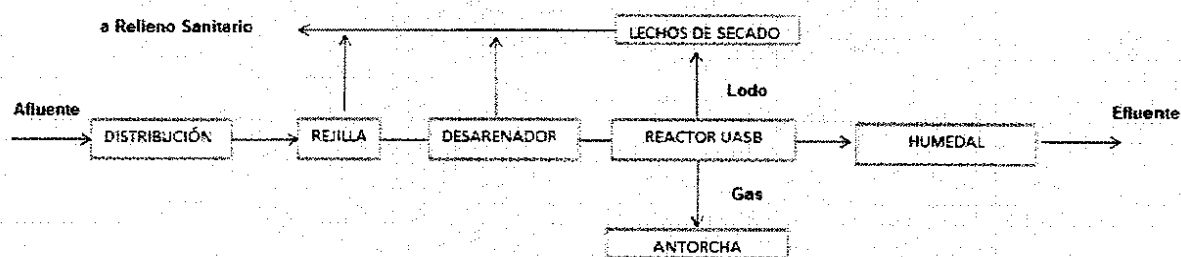 a Relleno Sanitario
LECHOS DE SECADO
Lodo
Afluente
Efluente
DISTRIBUCIÓN
REJILLA
DESARENADOR
REACTOR UASB
HUMEDAL
Gas
ANTORCHA